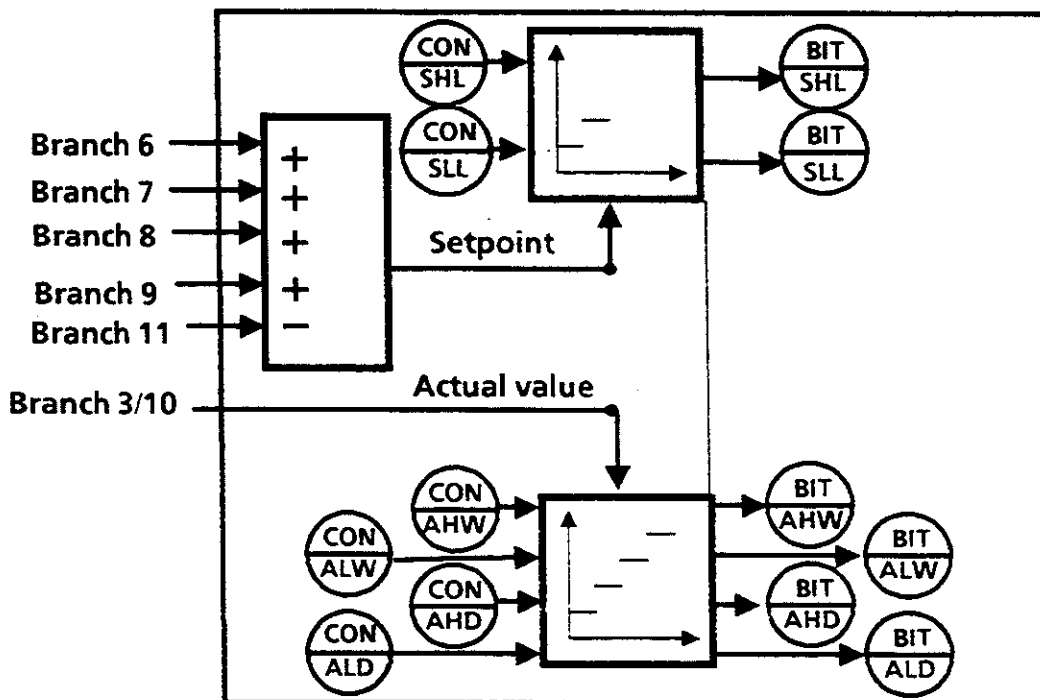 CON
SHL
BIT
SHL
CON
SLL
BIT
SLL
Branch 6
+
Branch 7
+
Branch 8
+
Setpoint
Branch 9
+
Branch 11
−
Actual value
Branch 3/10
CON
AHW
BIT
AHW
CON
ALW
BIT
ALW
CON
AHD
BIT
AHD
CON
ALD
BIT
ALD